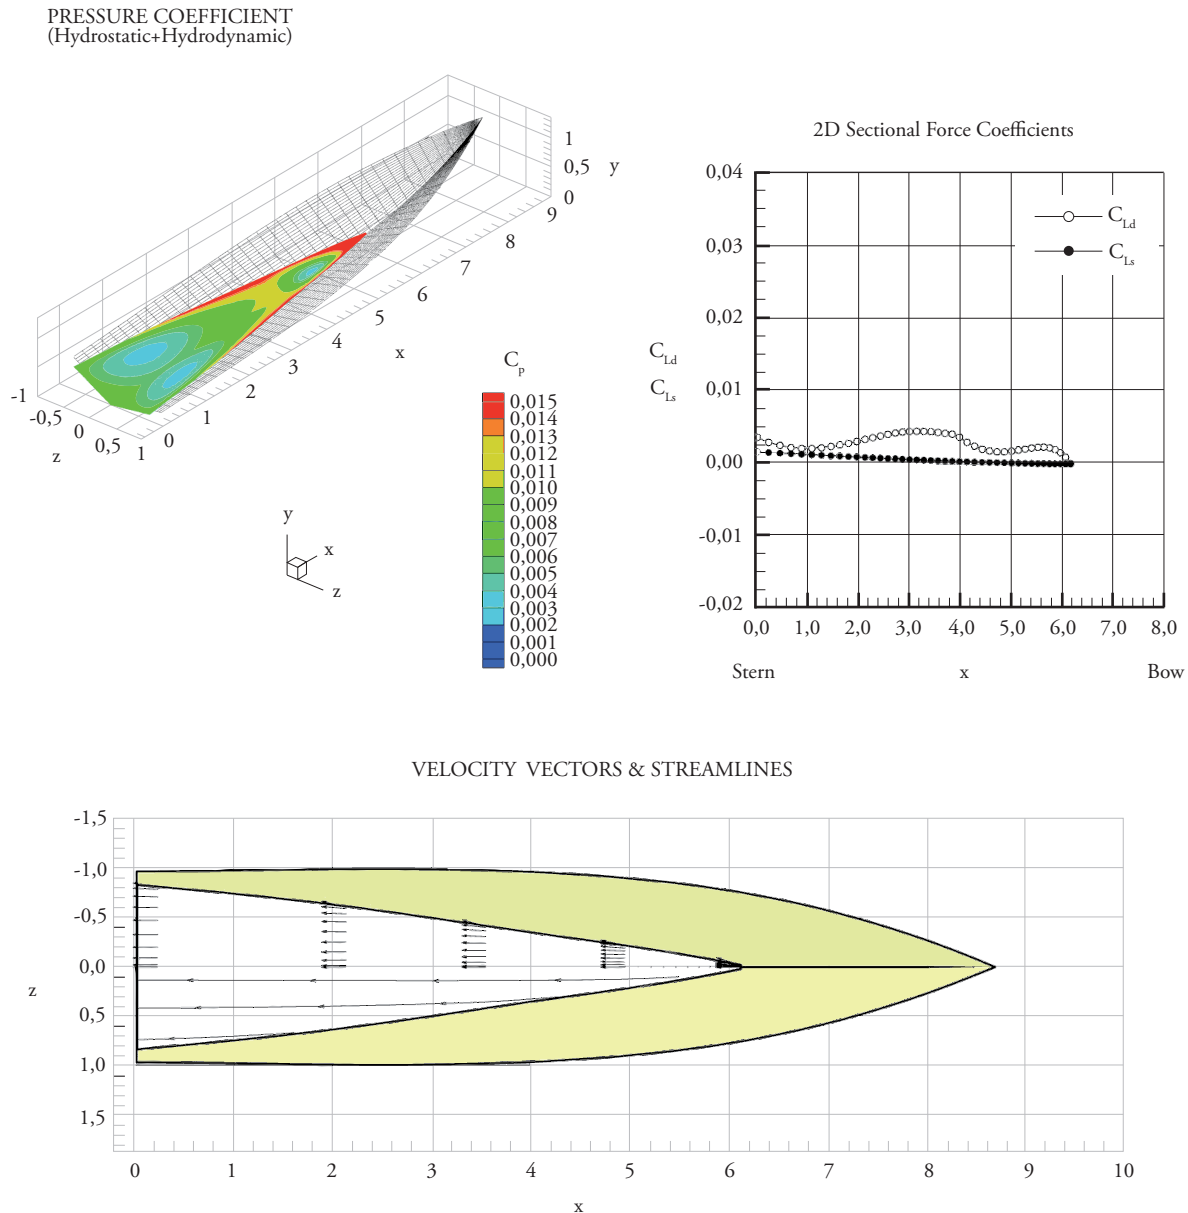 PRESSURE COEFFICIENT
(Hydrostatic+Hydrodynamic)
1
0,5 y
0
9
8
7
6
5
4
3
2
1
0
x
-1
-0,5
0
0,5
1
z
C_p
0,015
0,014
0,013
0,012
0,011
0,010
0,009
0,008
0,007
0,006
0,005
0,004
0,003
0,002
0,001
0,000
y
x
z
2D Sectional Force Coefficients
0,04
0,03
0,02
0,01
0,00
-0,01
-0,02
C_Ld
C_Ls
C_Ld
C_Ls
0,0 1,0 2,0 3,0 4,0 5,0 6,0 7,0 8,0
Stern x Bow
VELOCITY VECTORS & STREAMLINES
-1,5
-1,0
-0,5
0,0
z
0,5
1,0
1,5
0 1 2 3 4 5 6 7 8 9 10
x